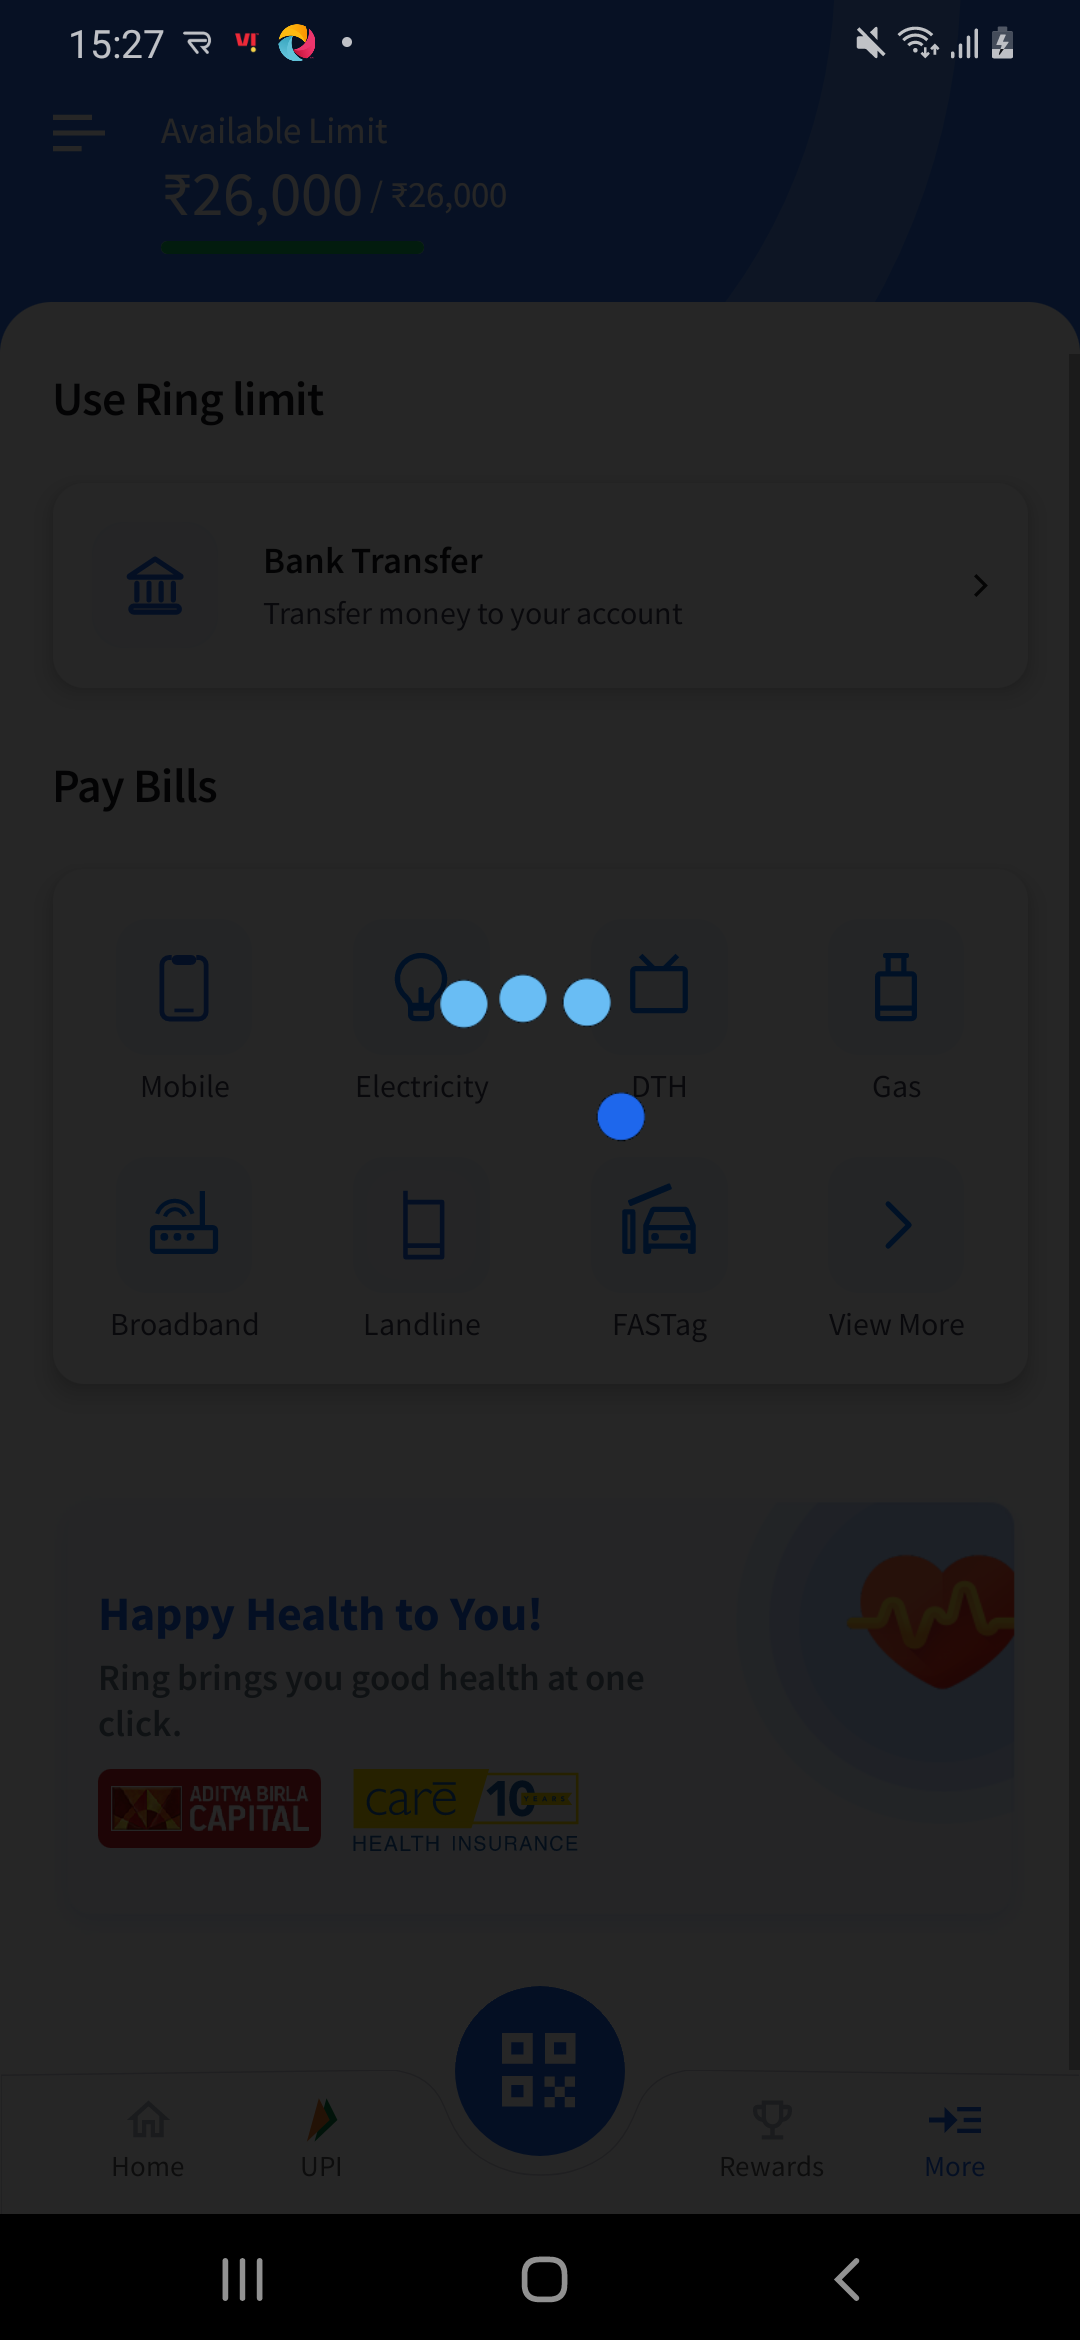 15:27
Available Limit
₹26,000 / ₹26,000
Use Ring limit
Bank Transfer
Transfer money to your account
Pay Bills
Mobile Electricity DTH Gas
Broadband Landline FASTag View More
Happy Health to You!
Ring brings you good health at one
click.
ADITYA BIRLA
CAPITAL
care 10 YEARS
HEALTH INSURANCE
Home UPI Rewards More